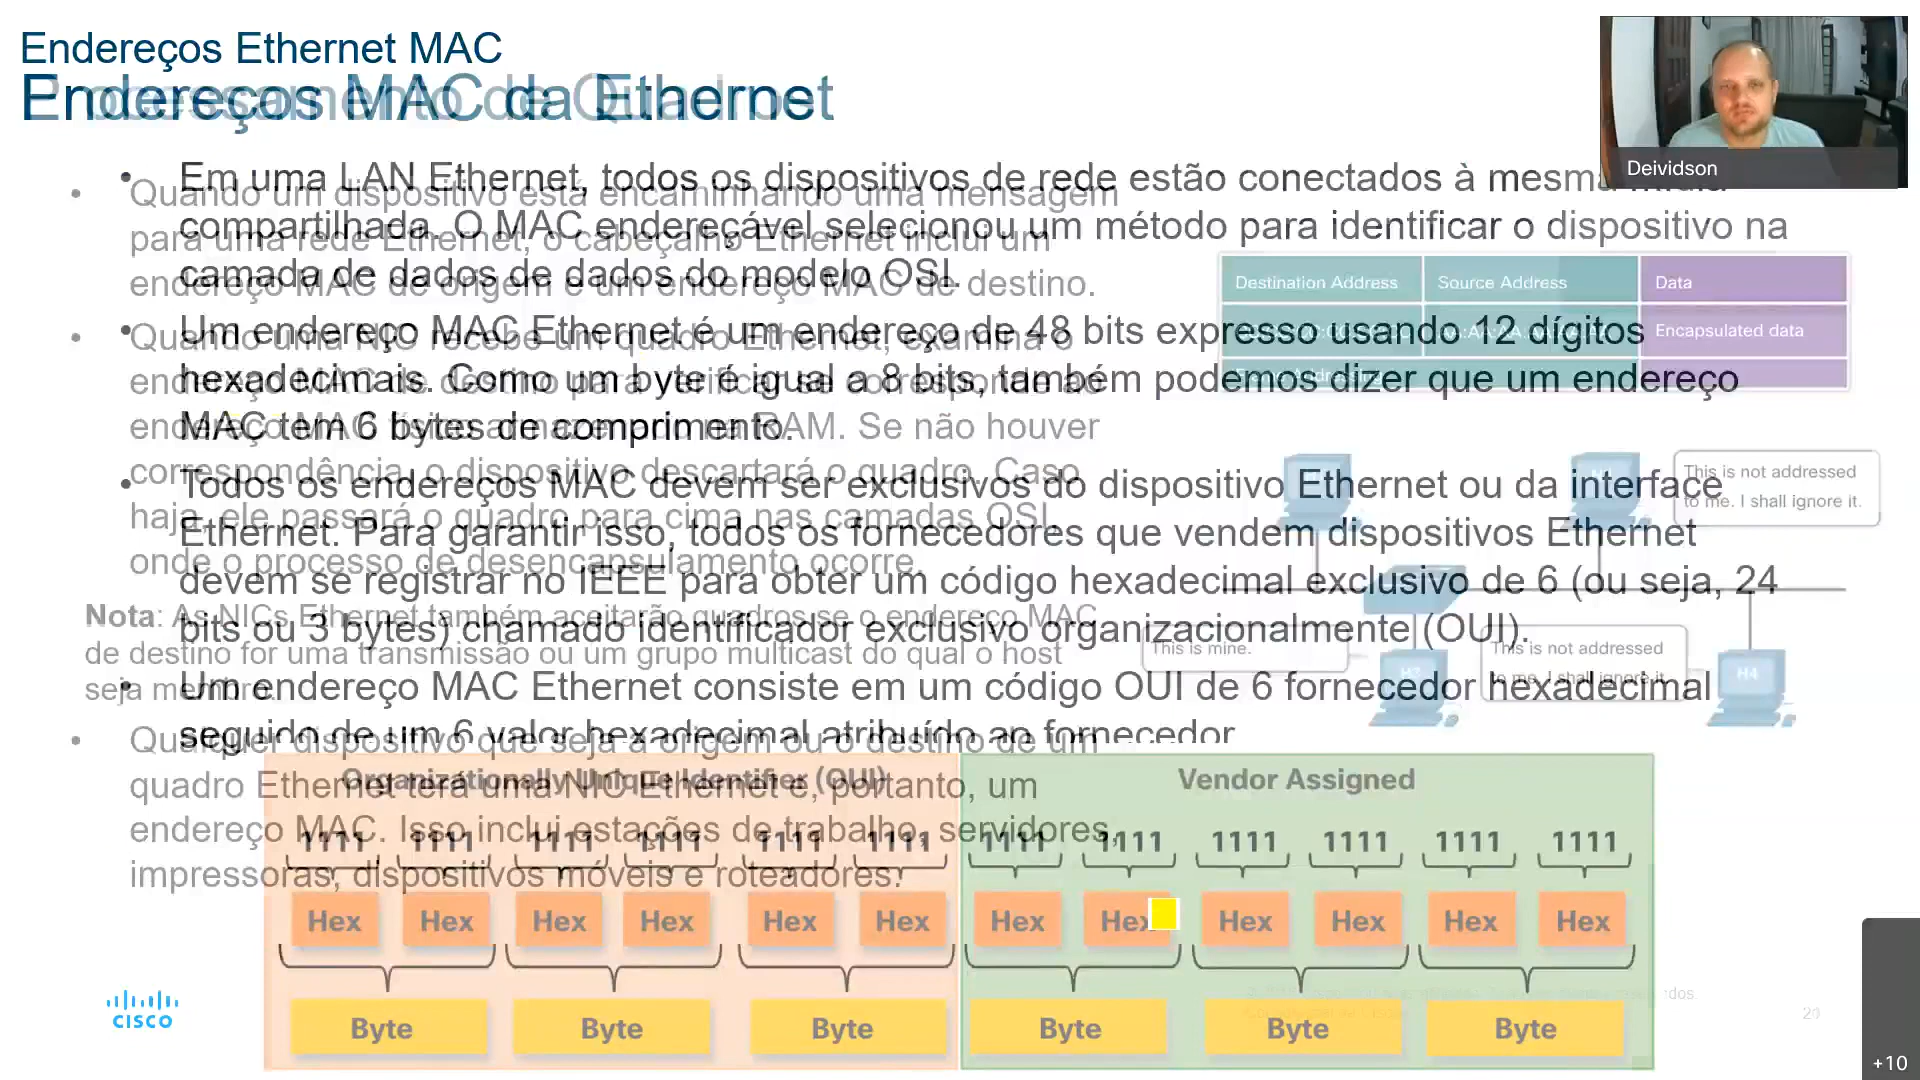 Endereços Ethernet MAC
Endereços MAC da Ethernet
Processamento de Quadros
Deividson
• Em uma LAN Ethernet, todos os dispositivos de rede estão conectados à mesma mídia
compartilhada. O MAC endereçável selecionou um método para identificar o dispositivo na
camada de dados de dados do modelo OSI.
• Um endereço MAC Ethernet é um endereço de 48 bits expresso usando 12 dígitos
hexadecimais. Como um byte é igual a 8 bits, também podemos dizer que um endereço
MAC tem 6 bytes de comprimento.
• Todos os endereços MAC devem ser exclusivos do dispositivo Ethernet ou da interface
Ethernet. Para garantir isso, todos os fornecedores que vendem dispositivos Ethernet
devem se registrar no IEEE para obter um código hexadecimal exclusivo de 6 (ou seja, 24
bits ou 3 bytes) chamado identificador exclusivo organizacionalmente (OUI).
• Um endereço MAC Ethernet consiste em um código OUI de 6 fornecedor hexadecimal
seguido de um 6 valor hexadecimal atribuído ao fornecedor
• Quando um dispositivo está encaminhando uma mensagem
para uma rede Ethernet, o cabeçalho Ethernet inclui um
endereço MAC de origem e um endereço MAC de destino.
• Quando uma NIC recebe um quadro Ethernet, examina o
endereço MAC de destino para verificar se corresponde ao
endereço MAC físico armazenado na RAM. Se não houver
correspondência, o dispositivo descartará o quadro. Caso
haja, ele passará o quadro para cima nas camadas OSI,
onde o processo de desencapsulamento ocorre.
Nota: As NICs Ethernet também aceitarão quadros se o endereço MAC
de destino for uma transmissão ou um grupo multicast do qual o host
seja membro.
• Qualquer dispositivo que seja a origem ou o destino de um
quadro Ethernet terá uma NIC Ethernet e, portanto, um
endereço MAC. Isso inclui estações de trabalho, servidores,
impressoras, dispositivos móveis e roteadores.
Destination Address Source Address Data
Encapsulated data
Frame Addressing
This is not addressed
to me. I shall ignore it.
This is mine.
This is not addressed
to me. I shall ignore it.
H3 H4
Organizationally Unique Identifier (OUI) Vendor Assigned
1111 1111 1111 1111 1111 1111 1111 1111 1111 1111 1111 1111
Hex Hex Hex Hex Hex Hex Hex Hex Hex Hex Hex Hex
Byte Byte Byte Byte Byte Byte
CISCO
+10